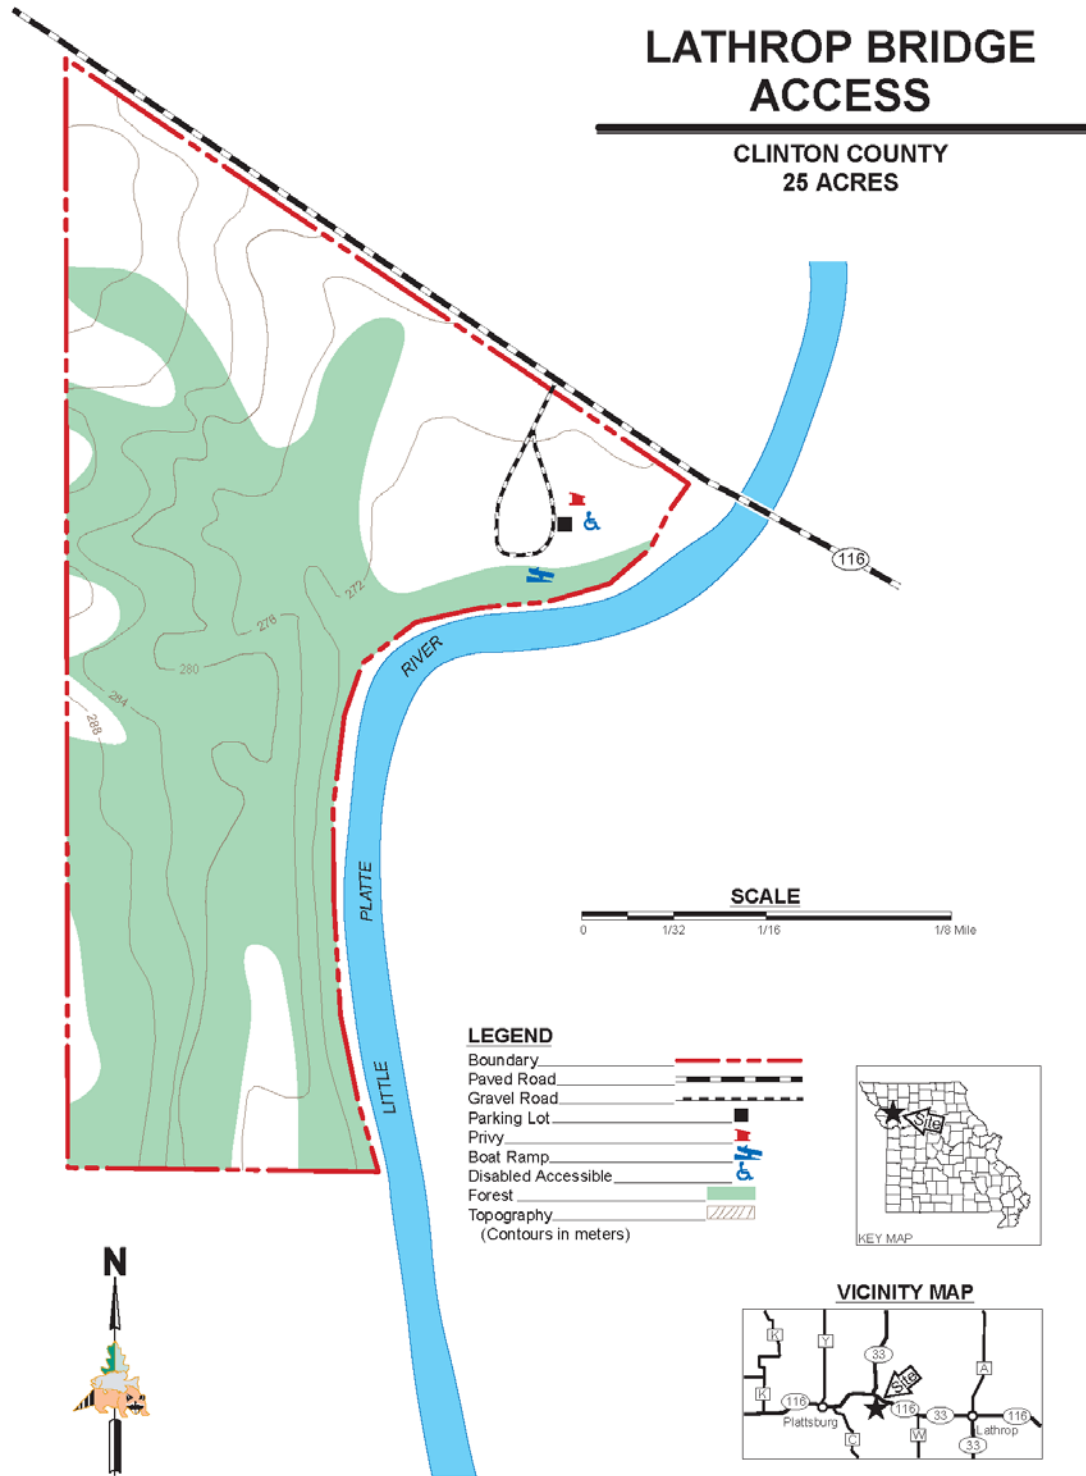 LATHROP BRIDGE
ACCESS
CLINTON COUNTY
25 ACRES
116
272
276
280
284
288
RIVER
PLATTE
LITTLE
SCALE
0 1/32 1/16 1/8 Mile
LEGEND
Boundary
Paved Road
Gravel Road
Parking Lot
Privy
Boat Ramp
Disabled Accessible
Forest
Topography
(Contours in meters)
Site
KEY MAP
N
VICINITY MAP
K Y 33 A
Site
K 116 116 33 116
Plattsburg Lathrop
C W 33